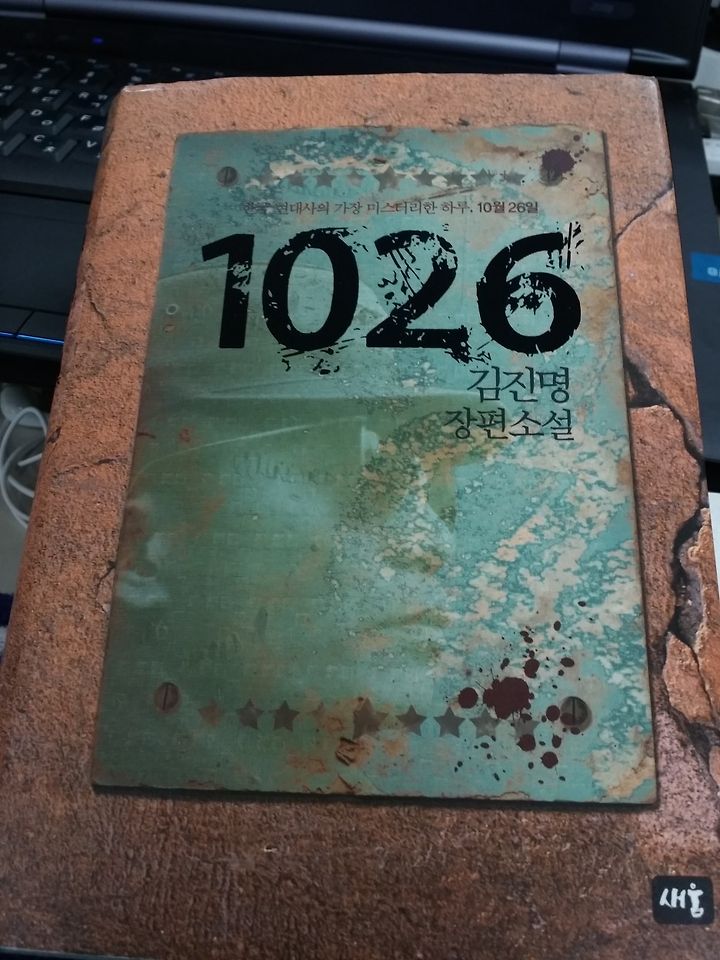 한국 현대사의 가장 미스터리한 하루. 10월 26일
1026
김진명
장편소설
새움